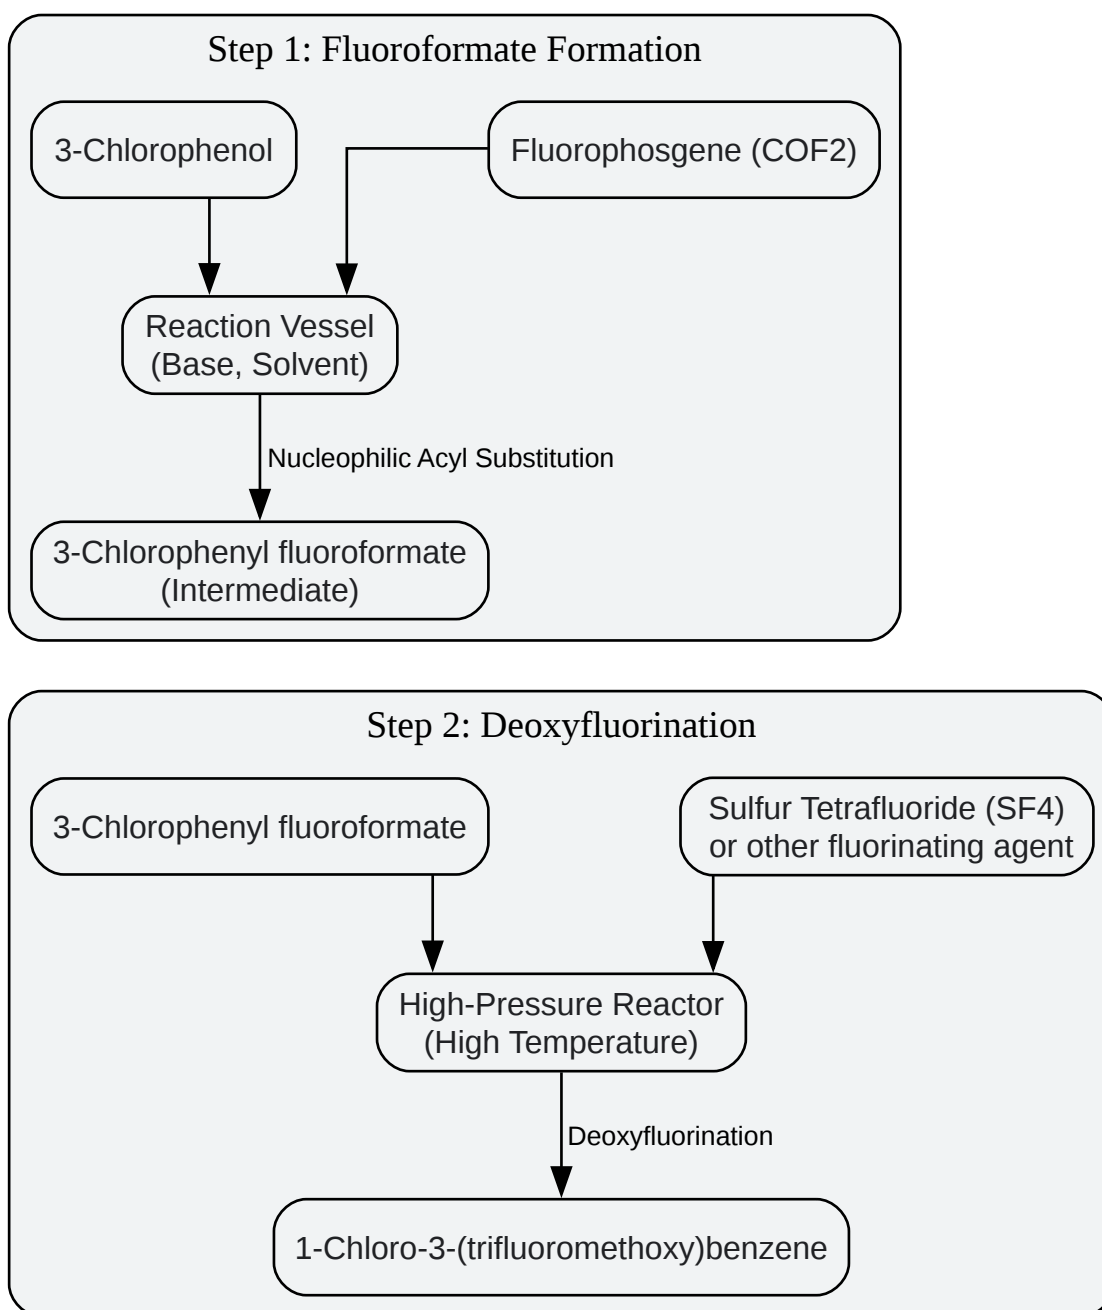 Step 1: Fluoroformate Formation
3-Chlorophenol
Fluorophosgene (COF2)
Reaction Vessel
(Base, Solvent)
Nucleophilic Acyl Substitution
3-Chlorophenyl fluoroformate
(Intermediate)
Step 2: Deoxyfluorination
3-Chlorophenyl fluoroformate
Sulfur Tetrafluoride (SF4)
or other fluorinating agent
High-Pressure Reactor
(High Temperature)
Deoxyfluorination
1-Chloro-3-(trifluoromethoxy)benzene